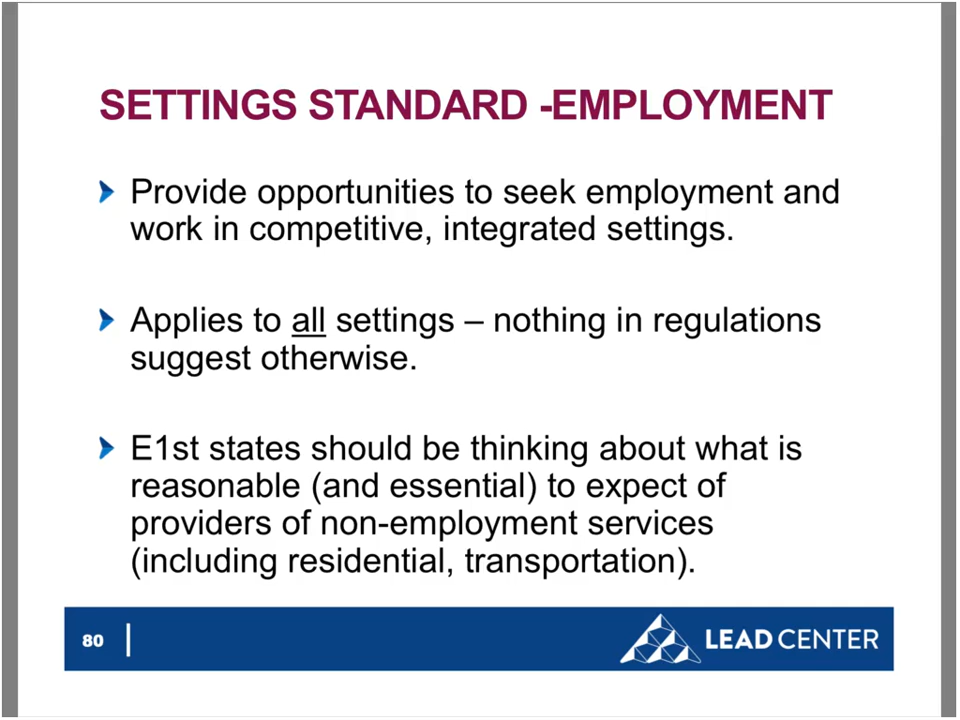 SETTINGS STANDARD -EMPLOYMENT
Provide opportunities to seek employment and
work in competitive, integrated settings.
Applies to all settings – nothing in regulations
suggest otherwise.
E1st states should be thinking about what is
reasonable (and essential) to expect of
providers of non-employment services
(including residential, transportation).
80
LEAD CENTER